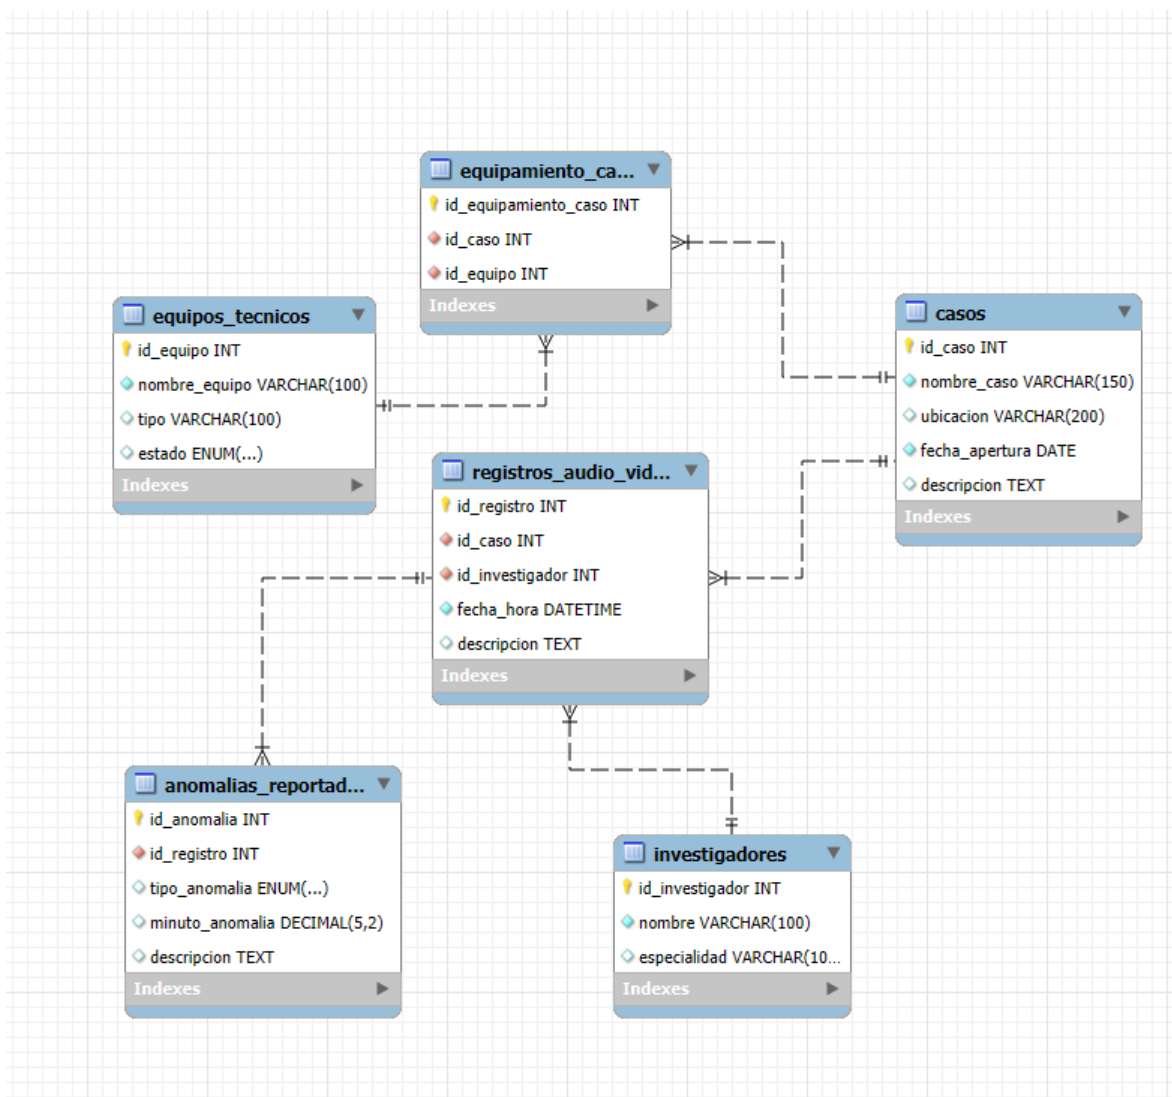 equipamiento_ca...
id_equipamiento_caso INT
id_caso INT
id_equipo INT
Indexes
equipos_tecnicos
id_equipo INT
nombre_equipo VARCHAR(100)
tipo VARCHAR(100)
estado ENUM(...)
Indexes
casos
id_caso INT
nombre_caso VARCHAR(150)
ubicacion VARCHAR(200)
fecha_apertura DATE
descripcion TEXT
Indexes
registros_audio_vid...
id_registro INT
id_caso INT
id_investigador INT
fecha_hora DATETIME
descripcion TEXT
Indexes
anomalias_reportad...
id_anomalia INT
id_registro INT
tipo_anomalia ENUM(...)
minuto_anomalia DECIMAL(5,2)
descripcion TEXT
Indexes
investigadores
id_investigador INT
nombre VARCHAR(100)
especialidad VARCHAR(10...
Indexes